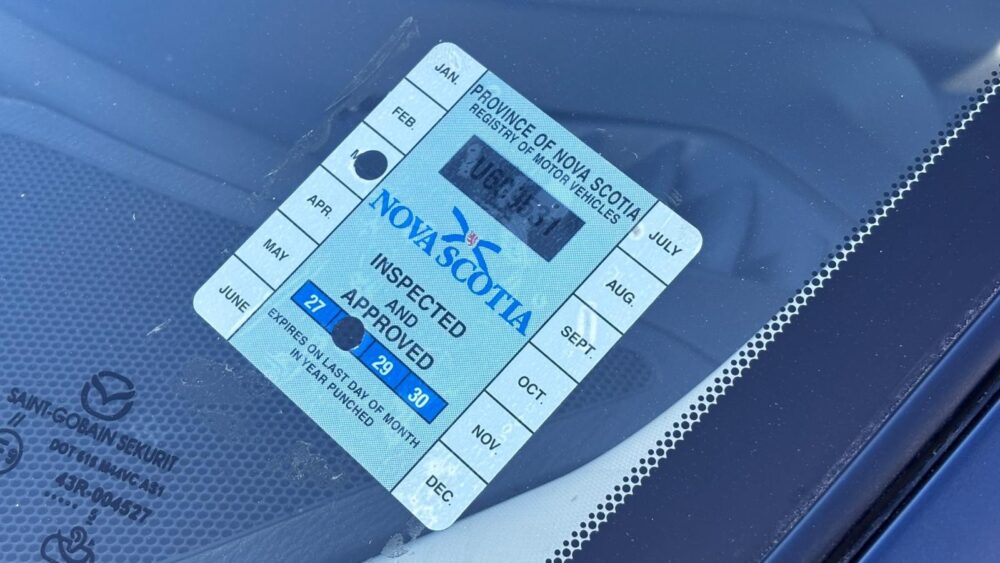 JAN.
FEB.
M
APR.
MAY
JUNE
PROVINCE OF NOVA SCOTIA
REGISTRY OF MOTOR VEHICLES
NOVA SCOTIA
INSPECTED
AND
APPROVED
27 29 30
EXPIRES ON LAST DAY OF MONTH
IN YEAR PUNCHED
JULY
AUG.
SEPT.
OCT.
NOV.
DEC.
SAINT-GOBAIN SEKURIT
43R-004527